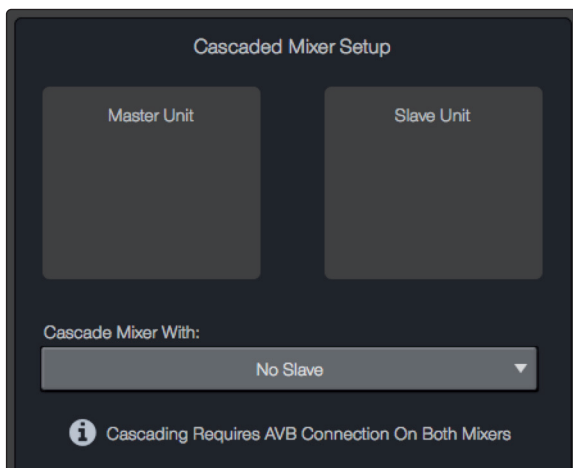 Cascaded Mixer Setup
Master Unit
Slave Unit
Cascade Mixer With:
No Slave
Cascading Requires AVB Connection On Both Mixers